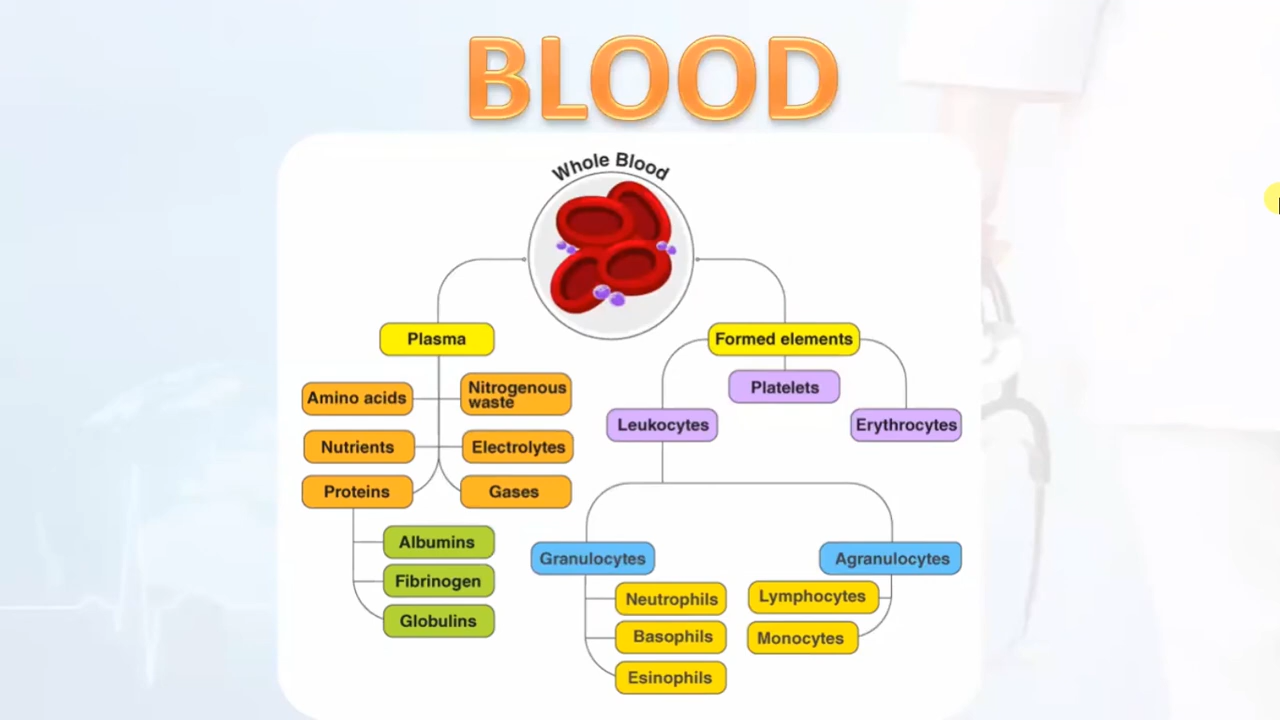 BLOOD
Whole Blood
Plasma
Formed elements
Amino acids
Nitrogenous
waste
Platelets
Nutrients
Electrolytes
Leukocytes
Erythrocytes
Proteins
Gases
Albumins
Fibrinogen
Globulins
Granulocytes
Agranulocytes
Neutrophils
Basophils
Esinophils
Lymphocytes
Monocytes